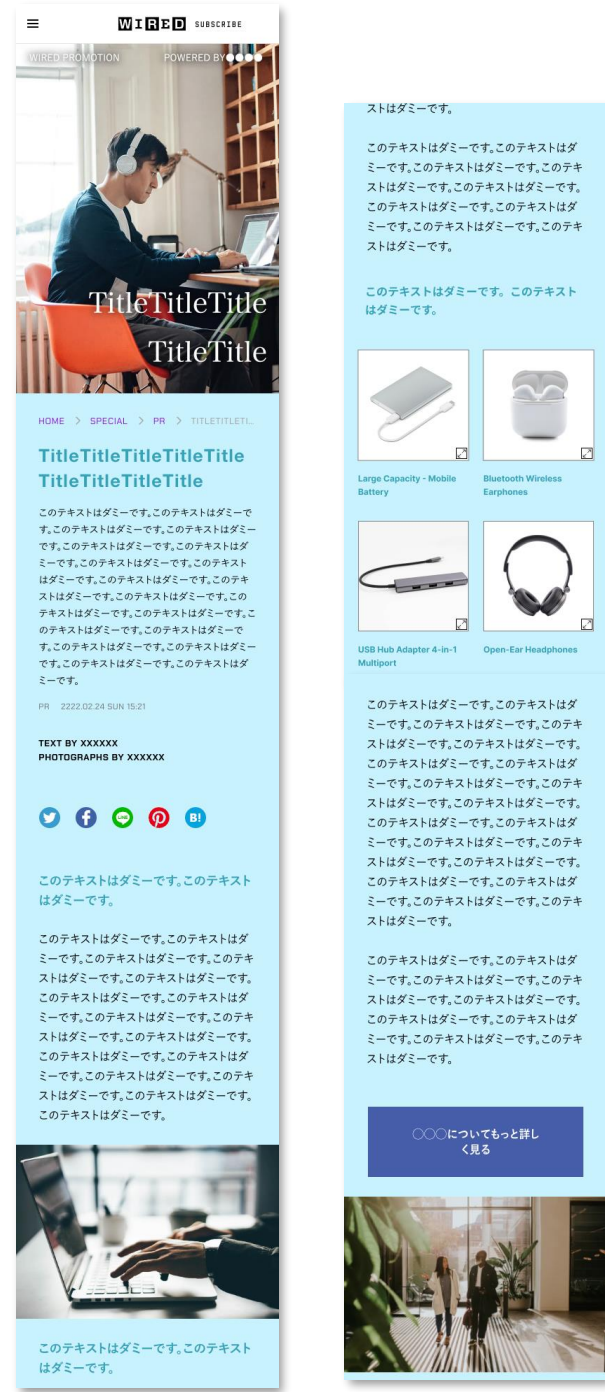 WIRED SUBSCRIBE
WIRED PROMOTION POWERED BY●●●●
TitleTitleTitle
TitleTitle
HOME > SPECIAL > PR > TITLETITLETI...
TitleTitleTitleTitleTitle
TitleTitleTitleTitle
このテキストはダミーです。このテキストはダミーで
す。このテキストはダミーです。このテキストはダミー
です。このテキストはダミーです。このテキストはダ
ミーです。このテキストはダミーです。このテキスト
はダミーです。このテキストはダミーです。このテキ
ストはダミーです。このテキストはダミーです。この
テキストはダミーです。このテキストはダミーです。こ
のテキストはダミーです。このテキストはダミーで
す。このテキストはダミーです。このテキストはダミー
です。このテキストはダミーです。このテキストはダ
ミーです。
PR 2222.02.24 SUN 15:21
TEXT BY XXXXXX
PHOTOGRAPHS BY XXXXXX
LINE
B!
このテキストはダミーです。このテキスト
はダミーです。
このテキストはダミーです。このテキストはダ
ミーです。このテキストはダミーです。このテキ
ストはダミーです。このテキストはダミーです。
このテキストはダミーです。このテキストはダ
ミーです。このテキストはダミーです。このテキ
ストはダミーです。このテキストはダミーです。
このテキストはダミーです。このテキストはダ
ミーです。このテキストはダミーです。このテキ
ストはダミーです。このテキストはダミーです。
このテキストはダミーです。
このテキストはダミーです。このテキスト
はダミーです。
ストはダミーです。
このテキストはダミーです。このテキストはダ
ミーです。このテキストはダミーです。このテキ
ストはダミーです。このテキストはダミーです。
このテキストはダミーです。このテキストはダ
ミーです。このテキストはダミーです。このテキ
ストはダミーです。
このテキストはダミーです。このテキスト
はダミーです。
Large Capacity - Mobile
Battery
Bluetooth Wireless
Earphones
USB Hub Adapter 4-in-1
Multiport
Open-Ear Headphones
このテキストはダミーです。このテキストはダ
ミーです。このテキストはダミーです。このテキ
ストはダミーです。このテキストはダミーです。
このテキストはダミーです。このテキストはダ
ミーです。このテキストはダミーです。このテキ
ストはダミーです。このテキストはダミーです。
このテキストはダミーです。このテキストはダ
ミーです。このテキストはダミーです。このテキ
ストはダミーです。このテキストはダミーです。
このテキストはダミーです。このテキストはダ
ミーです。このテキストはダミーです。このテキ
ストはダミーです。
このテキストはダミーです。このテキストはダ
ミーです。このテキストはダミーです。このテキ
ストはダミーです。このテキストはダミーです。
このテキストはダミーです。このテキストはダ
ミーです。このテキストはダミーです。このテキ
ストはダミーです。
〇〇〇についてもっと詳し
く見る